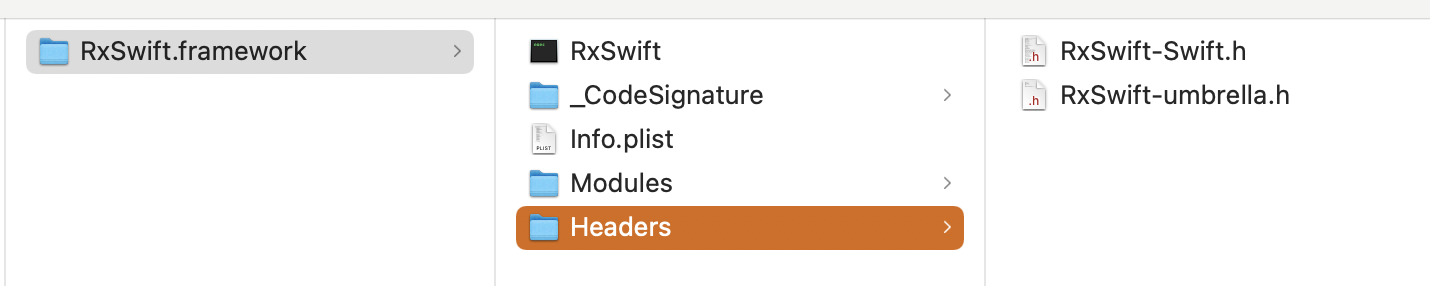 RxSwift.framework
RxSwift
_CodeSignature
Info.plist
Modules
Headers
RxSwift-Swift.h
RxSwift-umbrella.h